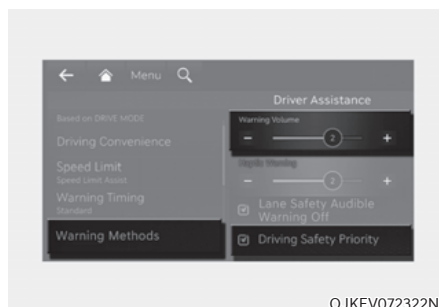 Menu
Driver Assistance
Based on DRIVE MODE
Driving Convenience
Speed Limit
Speed Limit Assist
Warning Timing
Standard
Warning Methods
Warning Volume
− 2 +
Haptic Warning
− 2 +
Lane Safety Audible
Warning Off
Driving Safety Priority
OJKEV072322N